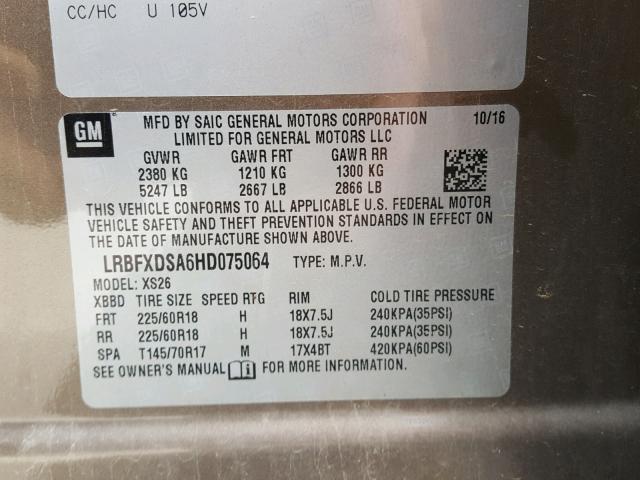 CC/HC U 105V
GM
MFD BY SAIC GENERAL MOTORS CORPORATION 10/16
LIMITED FOR GENERAL MOTORS LLC
GVWR GAWR FRT GAWR RR
2380 KG 1210 KG 1300 KG
5247 LB 2667 LB 2866 LB
THIS VEHICLE CONFORMS TO ALL APPLICABLE U.S. FEDERAL MOTOR
VEHICLE SAFETY AND THEFT PREVENTION STANDARDS IN EFFECT ON
THE DATE OF MANUFACTURE SHOWN ABOVE.
LRBFXDSA6HD075064 TYPE: M.P.V.
MODEL: XS26
XBBD TIRE SIZE SPEED RTG RIM COLD TIRE PRESSURE
FRT 225/60R18 H 18X7.5J 240KPA(35PSI)
RR 225/60R18 H 18X7.5J 240KPA(35PSI)
SPA T145/70R17 M 17X4BT 420KPA(60PSI)
SEE OWNER'S MANUAL FOR MORE INFORMATION.